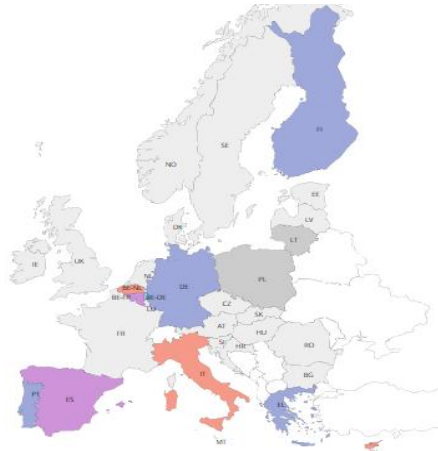 FI
NO
SE
EE
LV
DK
LT
IE
UK
NL
BE-NL
DE
PL
BE-FR
BE-DE
LU
CZ
SK
FR
AT
HU
SI
HR
RO
IT
BG
PT
ES
EL
MT